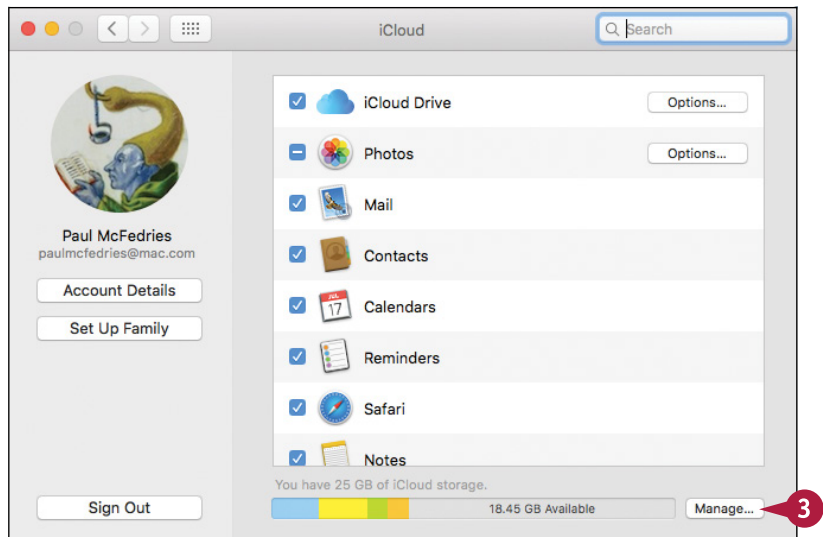 iCloud
Search
iCloud Drive
Options...
Photos
Options...
Mail
Contacts
JUL
17
Calendars
Reminders
Safari
Notes
Paul McFedries
paulmcfedries@mac.com
Account Details
Set Up Family
Sign Out
You have 25 GB of iCloud storage.
18.45 GB Available
Manage...
3